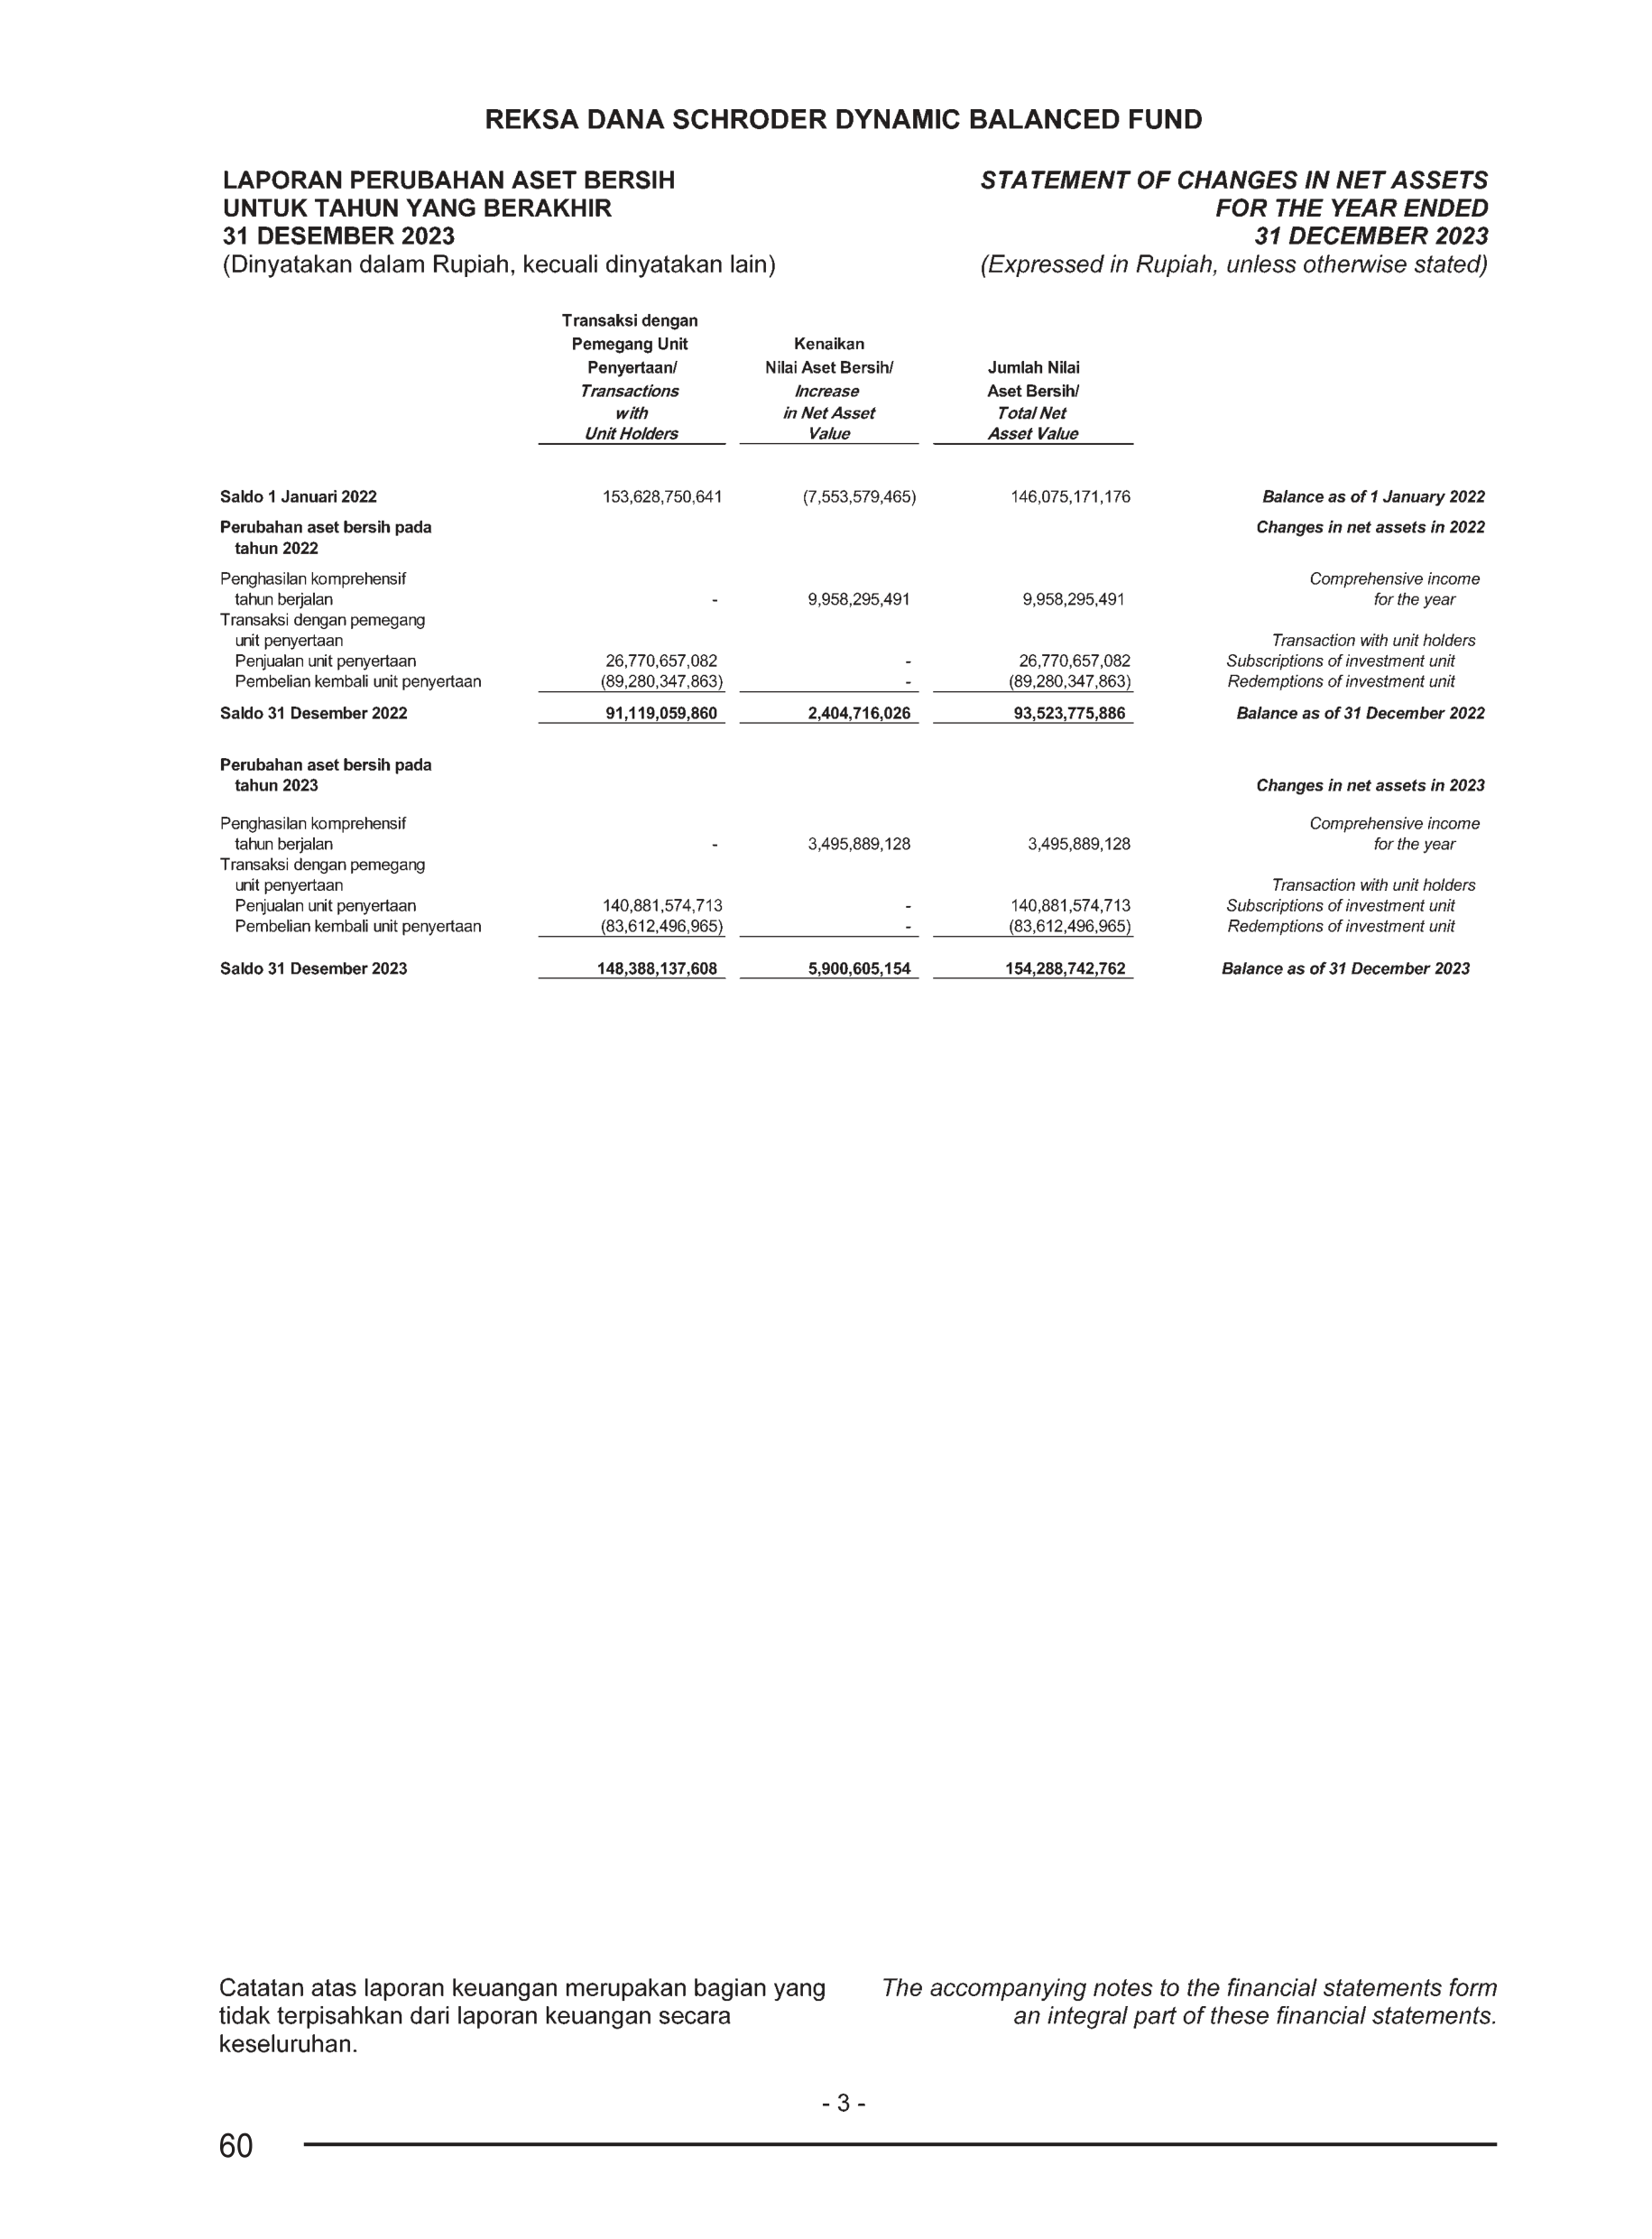 REKSA DANA SCHRODER DYNAMIC BALANCED FUND
LAPORAN PERUBAHAN ASET BERSIH
UNTUK TAHUN YANG BERAKHIR
31 DESEMBER 2023
(Dinyatakan dalam Rupiah, kecuali dinyatakan lain)
STATEMENT OF CHANGES IN NET ASSETS
FOR THE YEAR ENDED
31 DECEMBER 2023
(Expressed in Rupiah, unless otherwise stated)
Transaksi dengan
Pemegang Unit
Penyertaan/
Transactions
with
Unit Holders
Kenaikan
Nilai Aset Bersih/
Increase
in Net Asset
Value
Jumlah Nilai
Aset Bersih/
Total Net
Asset Value
Saldo 1 Januari 2022 153,628,750,641 (7,553,579,465) 146,075,171,176 Balance as of 1 January 2022
Perubahan aset bersih pada Changes in net assets in 2022
tahun 2022
Penghasilan komprehensif Comprehensive income
tahun berjalan - 9,958,295,491 9,958,295,491 for the year
Transaksi dengan pemegang
unit penyertaan Transaction with unit holders
Penjualan unit penyertaan 26,770,657,082 - 26,770,657,082 Subscriptions of investment unit
Pembelian kembali unit penyertaan (89,280,347,863) - (89,280,347,863) Redemptions of investment unit
Saldo 31 Desember 2022 91,119,059,860 2,404,716,026 93,523,775,886 Balance as of 31 December 2022
Perubahan aset bersih pada
tahun 2023 Changes in net assets in 2023
Penghasilan komprehensif Comprehensive income
tahun berjalan - 3,495,889,128 3,495,889,128 for the year
Transaksi dengan pemegang
unit penyertaan Transaction with unit holders
Penjualan unit penyertaan 140,881,574,713 - 140,881,574,713 Subscriptions of investment unit
Pembelian kembali unit penyertaan (83,612,496,965) - (83,612,496,965) Redemptions of investment unit
Saldo 31 Desember 2023 148,388,137,608 5,900,605,154 154,288,742,762 Balance as of 31 December 2023
Catatan atas laporan keuangan merupakan bagian yang
tidak terpisahkan dari laporan keuangan secara
keseluruhan.
The accompanying notes to the financial statements form
an integral part of these financial statements.
- 3 -
60